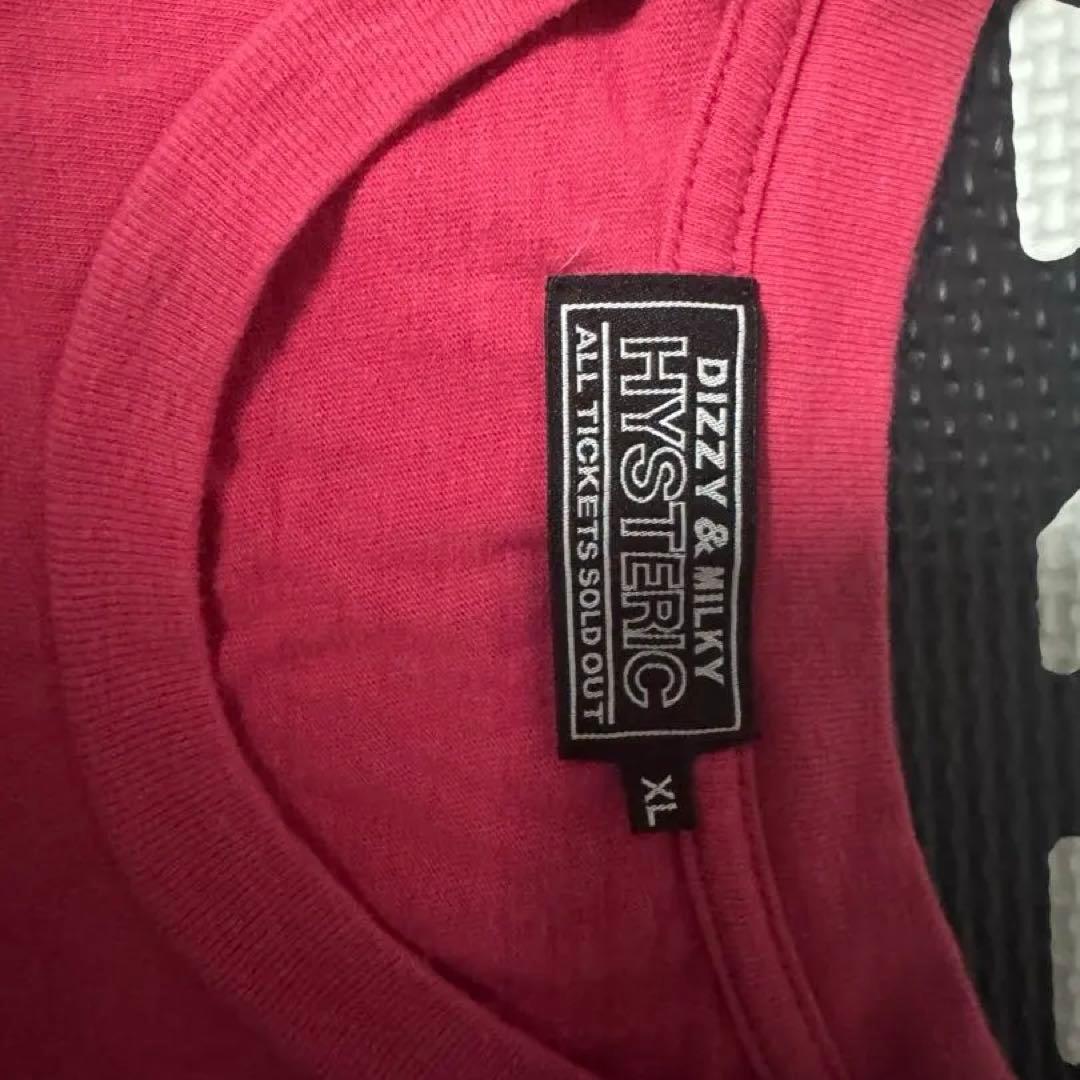 DIZZY & MILKY
HYSTERIC
ALL TICKETS SOLD OUT
XL